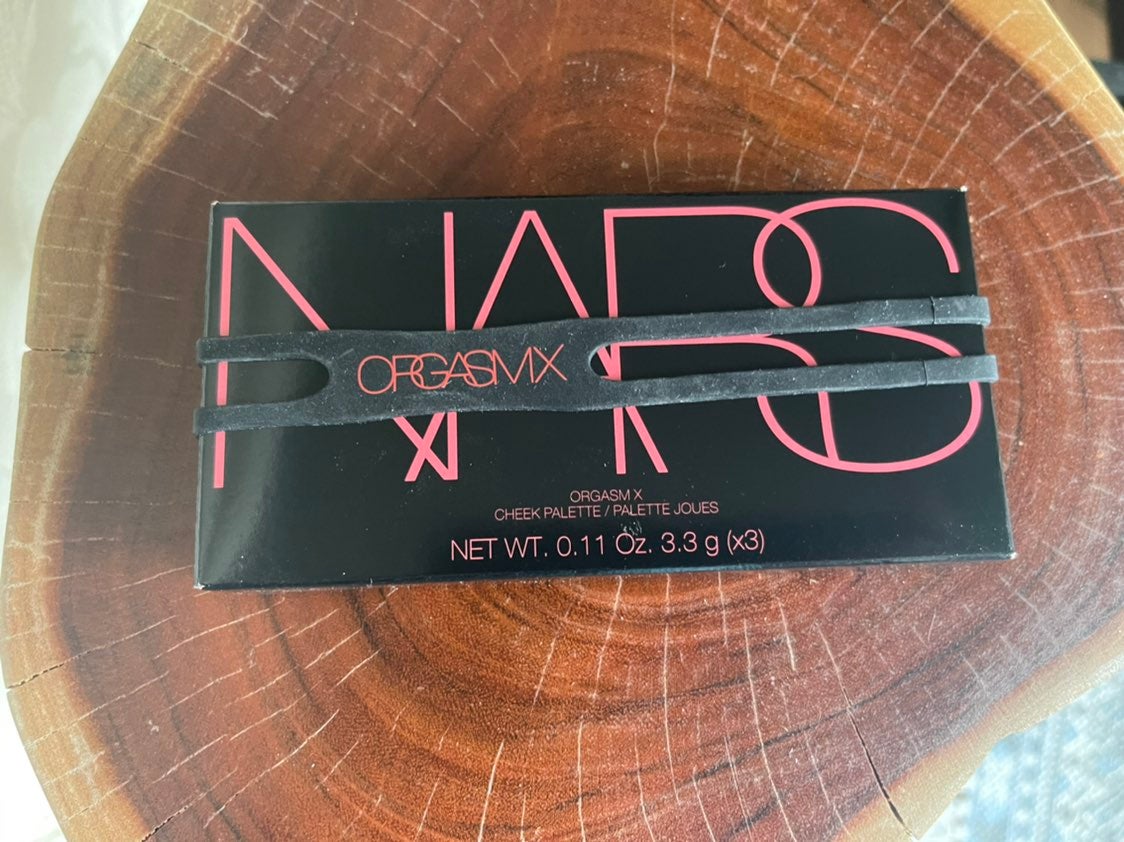 NARS
ORGASM X
ORGASM X
CHEEK PALETTE / PALETTE JOUES
NET WT. 0.11 Oz. 3.3 g (x3)